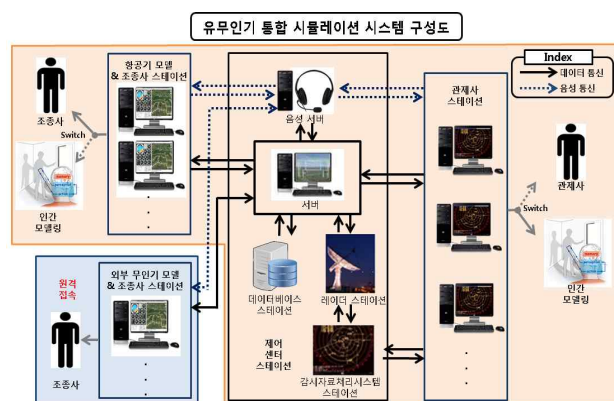 유무인기 통합 시뮬레이션 시스템 구성도
Index
데이터 통신
음성 통신
항공기 모델
& 조종사 스테이션
조종사
Switch
인간
모델링
음성 서버
서버
데이터베이스
스테이션
레이더 스테이션
제어
센터
스테이션
감시자료처리시스템
스테이션
관제사
스테이션
관제사
Switch
인간
모델링
원격
접속
외부 무인기 모델
& 조종사 스테이션
조종사